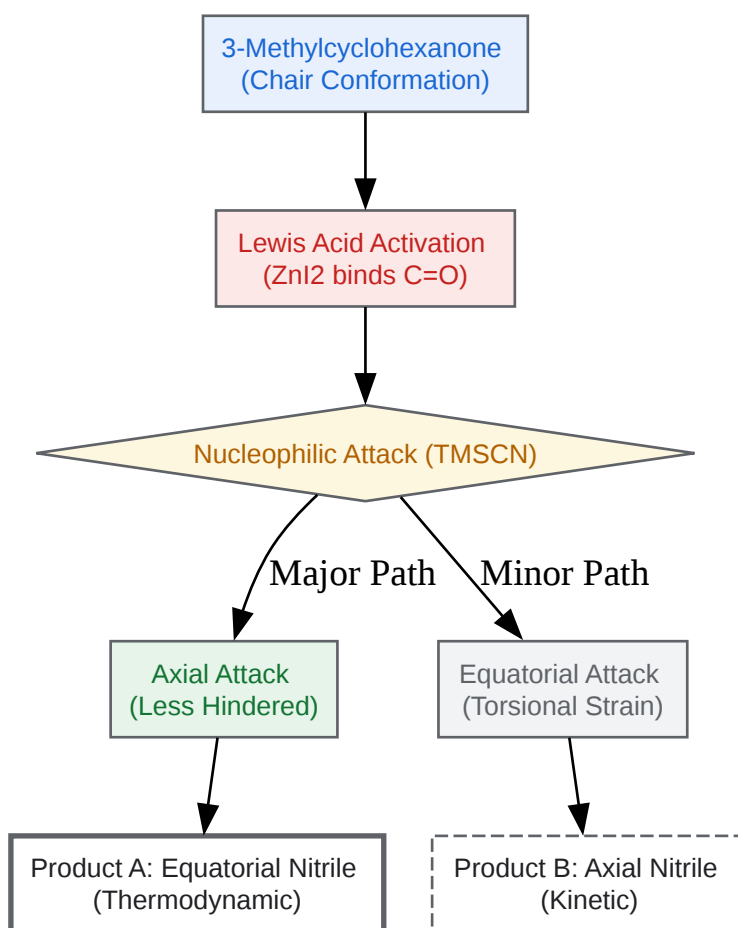 3-Methylcyclohexanone
(Chair Conformation)
Lewis Acid Activation
(ZnI2 binds C=O)
Nucleophilic Attack (TMSCN)
Major Path
Minor Path
Axial Attack
(Less Hindered)
Equatorial Attack
(Torsional Strain)
Product A: Equatorial Nitrile
(Thermodynamic)
Product B: Axial Nitrile
(Kinetic)